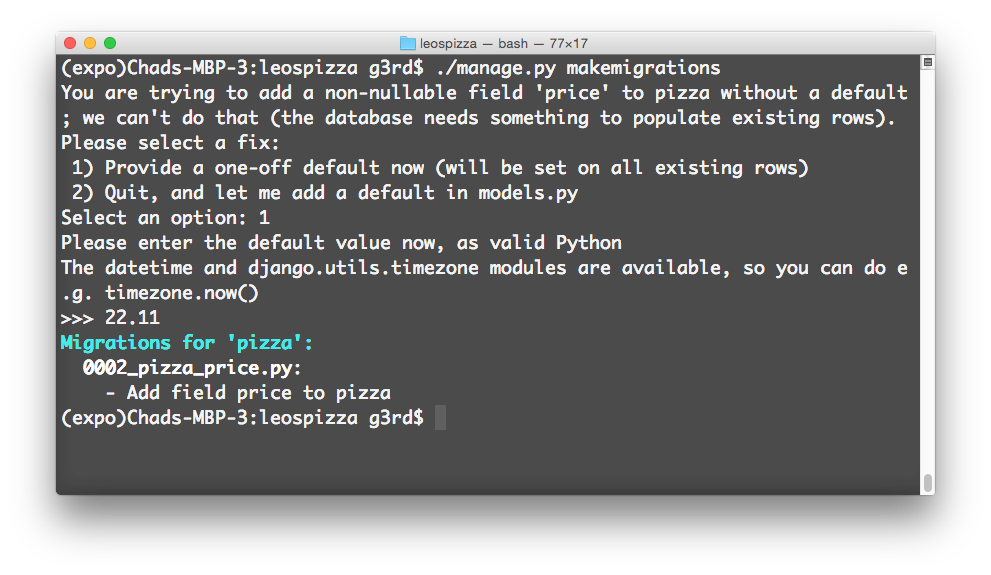 leospizza — bash — 77×17
(expo)Chads-MBP-3:leospizza g3rd$ ./manage.py makemigrations
You are trying to add a non-nullable field 'price' to pizza without a default
; we can't do that (the database needs something to populate existing rows).
Please select a fix:
 1) Provide a one-off default now (will be set on all existing rows)
 2) Quit, and let me add a default in models.py
Select an option: 1
Please enter the default value now, as valid Python
The datetime and django.utils.timezone modules are available, so you can do e
.g. timezone.now()
>>> 22.11
Migrations for 'pizza':
  0002_pizza_price.py:
    - Add field price to pizza
(expo)Chads-MBP-3:leospizza g3rd$